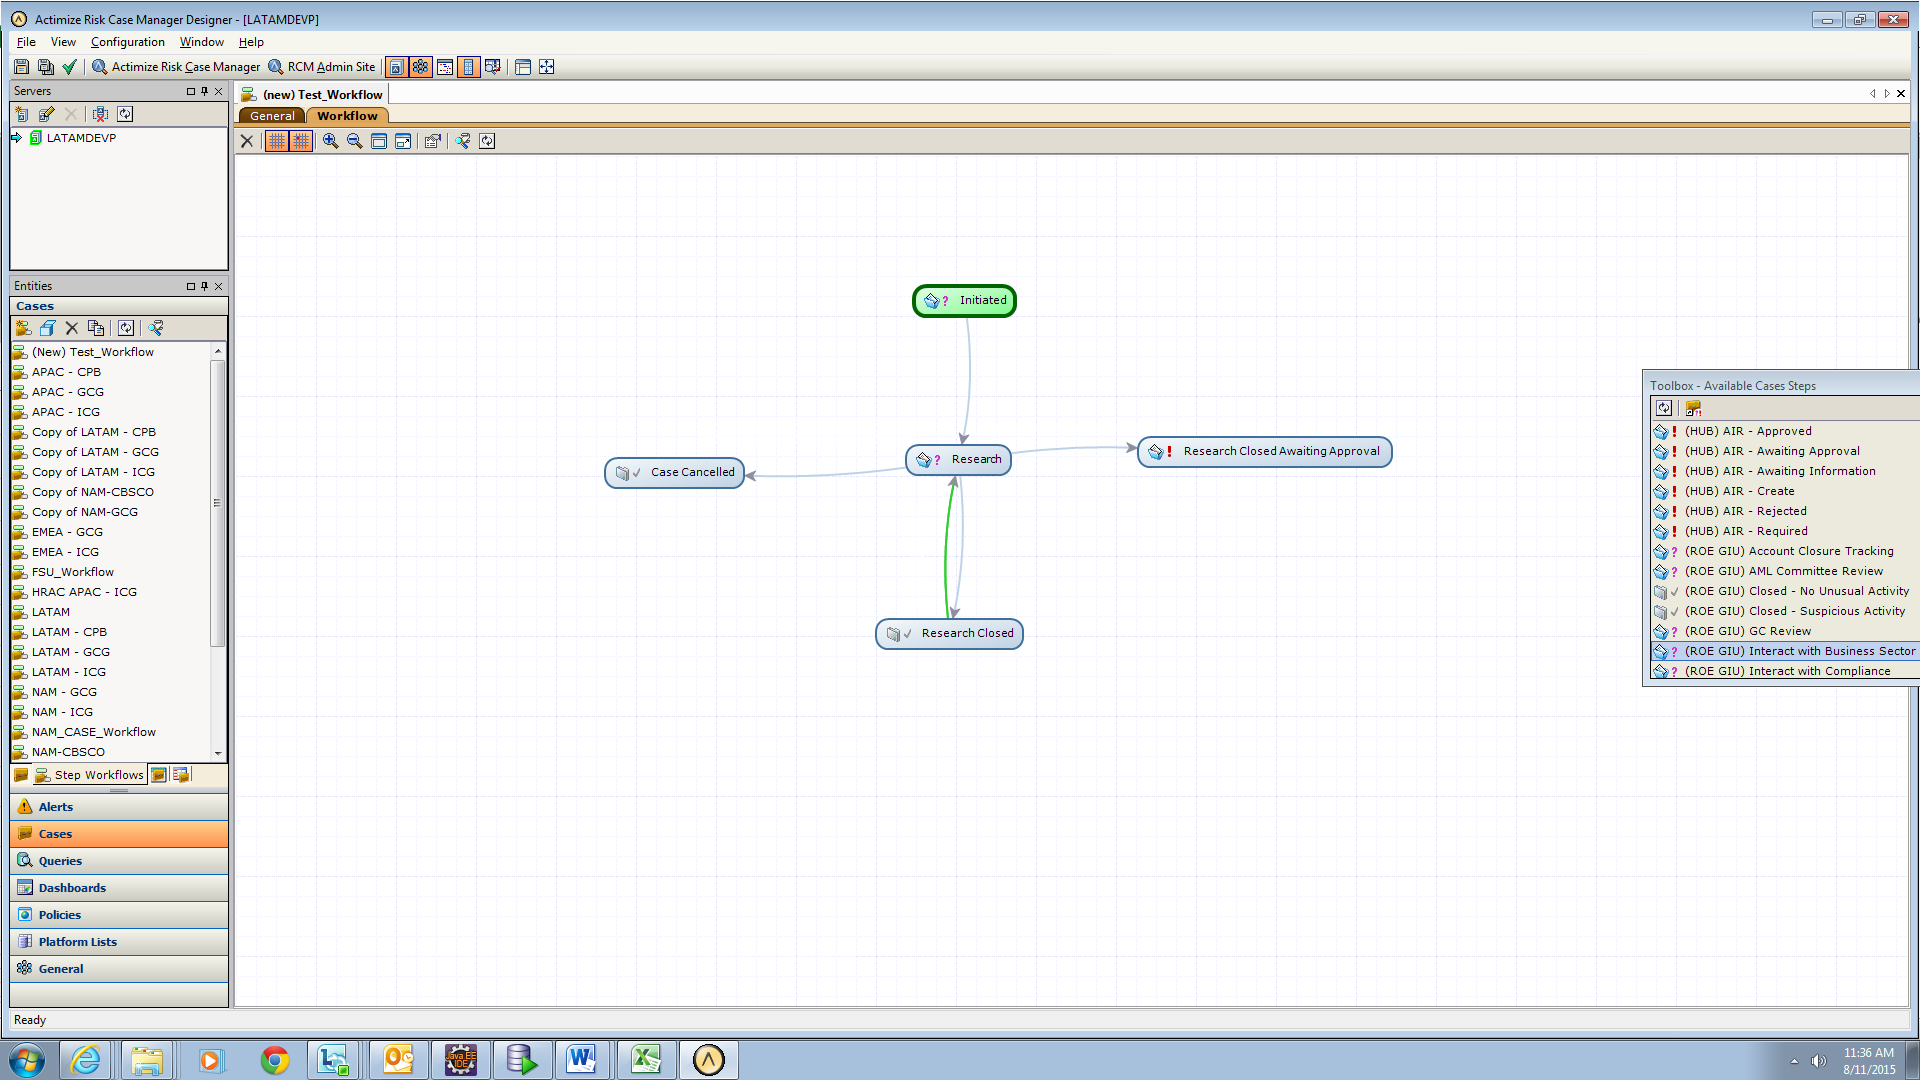 Actimize Risk Case Manager Designer - [LATAMDEVP]
File View Configuration Window Help
Actimize Risk Case Manager RCM Admin Site
Servers
LATAMDEVP
Entities
Cases
(New) Test_Workflow
APAC - CPB
APAC - GCG
APAC - ICG
Copy of LATAM - CPB
Copy of LATAM - GCG
Copy of LATAM - ICG
Copy of NAM-CBSCO
Copy of NAM-GCG
EMEA - GCG
EMEA - ICG
FSU_Workflow
HRAC APAC - ICG
LATAM
LATAM - CPB
LATAM - GCG
LATAM - ICG
NAM - GCG
NAM - ICG
NAM_CASE_Workflow
NAM-CBSCO
Step Workflows
Alerts
Cases
Queries
Dashboards
Policies
Platform Lists
General
(new) Test_Workflow
General Workflow
? Initiated
Case Cancelled
? Research
! Research Closed Awaiting Approval
Research Closed
Toolbox - Available Cases Steps
! (HUB) AIR - Approved
! (HUB) AIR - Awaiting Approval
! (HUB) AIR - Awaiting Information
! (HUB) AIR - Create
! (HUB) AIR - Rejected
! (HUB) AIR - Required
? (ROE GIU) Account Closure Tracking
? (ROE GIU) AML Committee Review
(ROE GIU) Closed - No Unusual Activity
(ROE GIU) Closed - Suspicious Activity
? (ROE GIU) GC Review
? (ROE GIU) Interact with Business Sector
? (ROE GIU) Interact with Compliance
Ready
Java EE
IDE
11:36 AM
8/11/2015